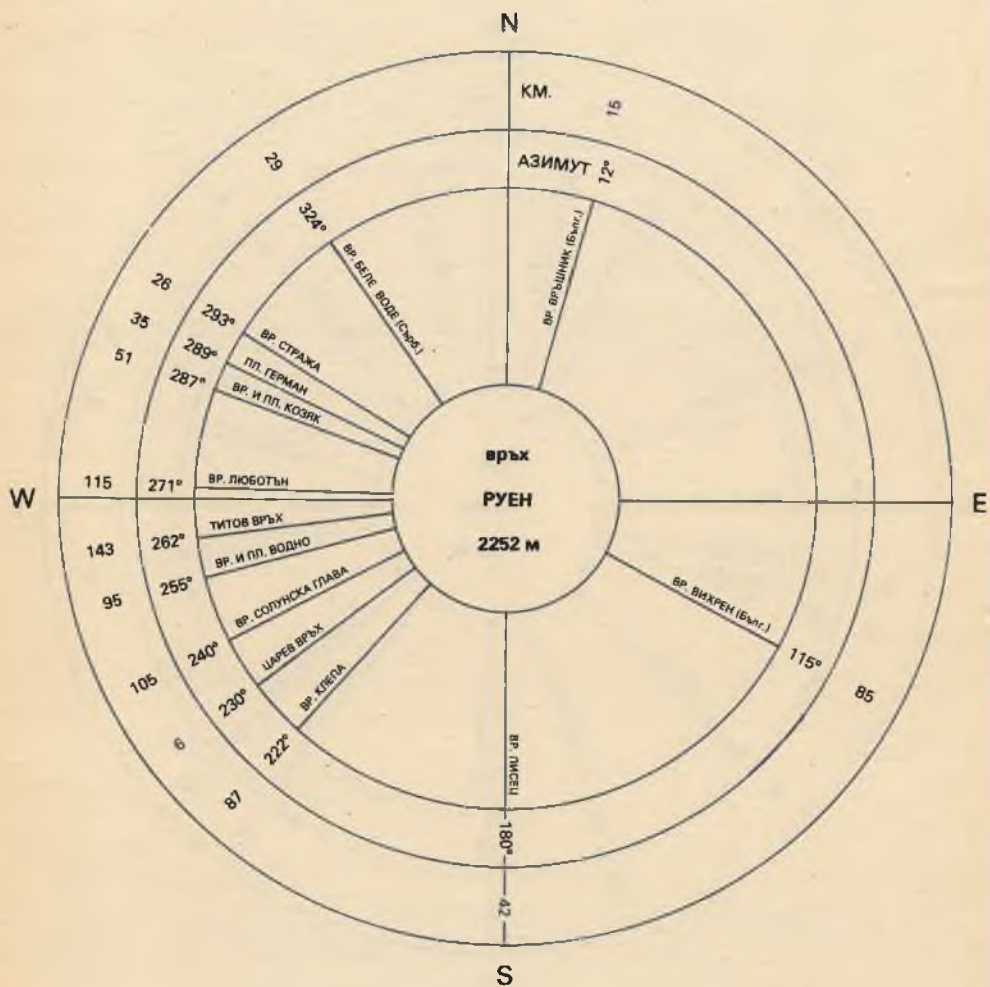 N
КМ.
15
АЗИМУТ
12°
ВР. ВРЪШНИК (Бълг.)
E
ВР. ВИХРЕН (Бълг.)
115°
85
ВР. ЛИСЕЦ
180°
42
S
ВР. КЛЕПА
222°
87
ЦАРЕВ ВРЪХ
230°
6
ВР. СОЛУНСКА ГЛАВА
240°
105
ВР. И ПЛ. ВОДНО
255°
95
ТИТОВ ВРЪХ
262°
143
W
ВР. ЛЮБОТЪН
271°
115
ВР. И ПЛ. КОЗЯК
287°
51
ПЛ. ГЕРМАН
289°
35
ВР. СТРАЖА
293°
26
ВР. БЕЛЕ ВОДЕ (Сърб.)
324°
29
връх
РУЕН
2252 м